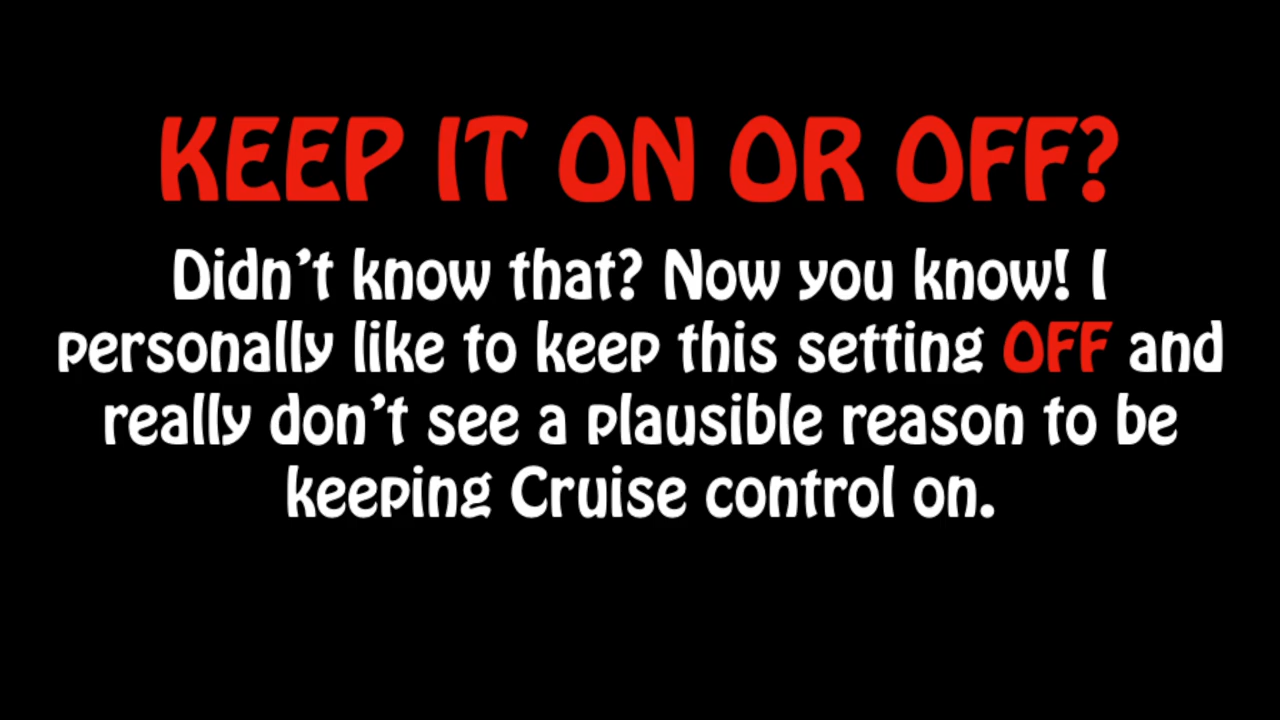 KEEP IT ON OR OFF?
Didn’t know that? Now you know! I
personally like to keep this setting OFF and
really don’t see a plausible reason to be
keeping Cruise control on.